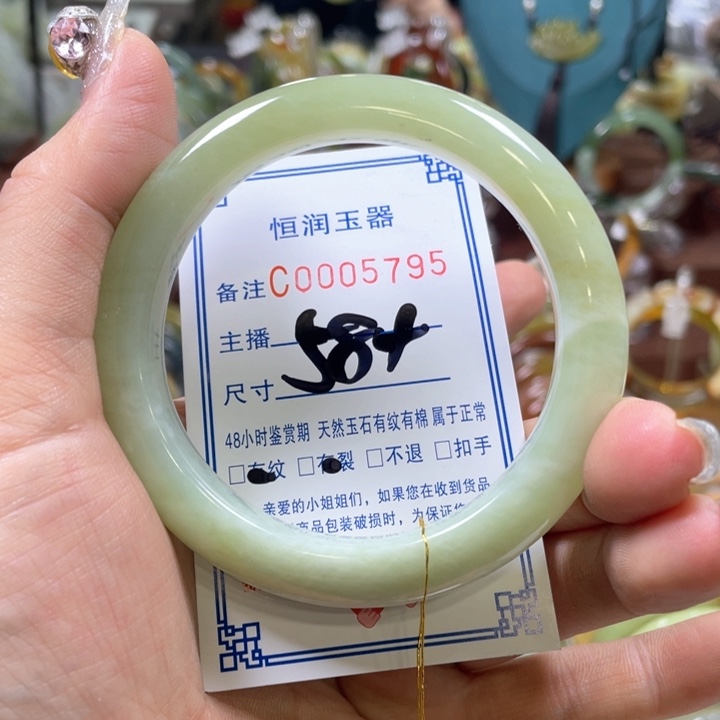 恒润玉器
备注C0005795
主播
尺寸 58+
48小时鉴赏期 天然玉石有纹有棉 属于正常
□有纹 □有裂 □不退 □扣手
亲爱的小姐姐们，如果您在收到货品
商品包装破损时，为保证